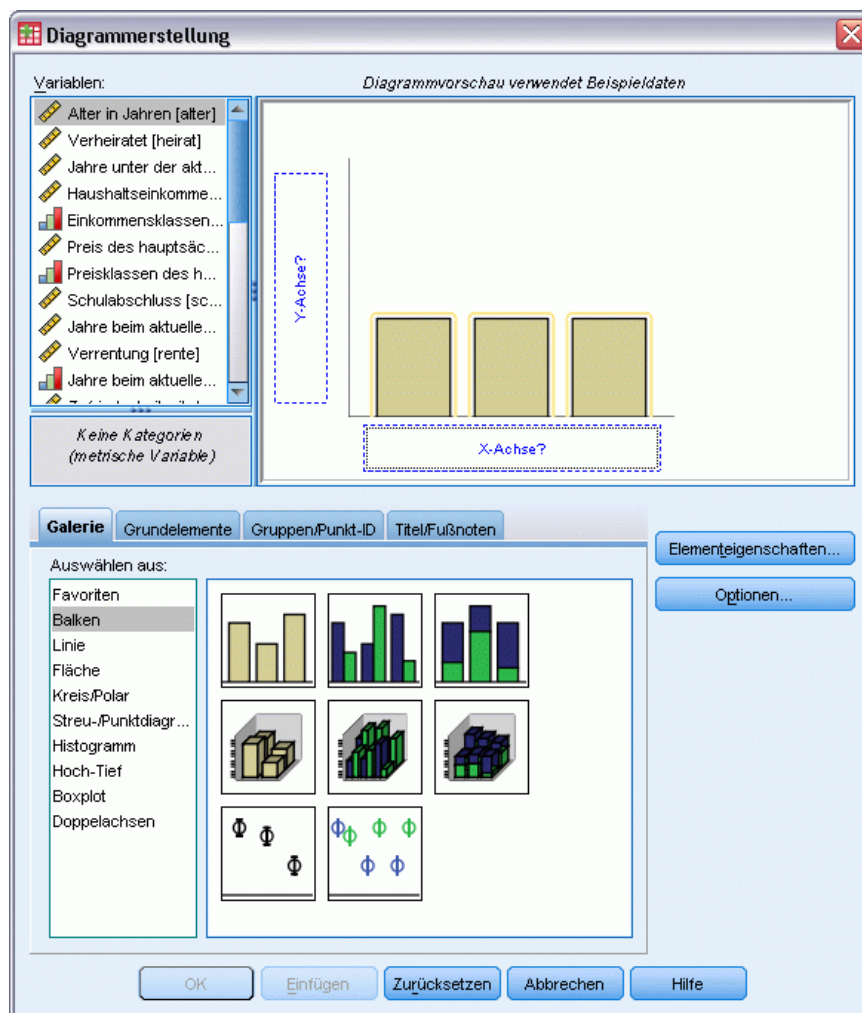 Diagrammerstellung
Variablen:
Diagrammvorschau verwendet Beispieldaten
Alter in Jahren [alter]
Verheiratet [heirat]
Jahre unter der akt...
Haushaltseinkomme...
Einkommensklassen...
Preis des hauptsäc...
Preisklassen des h...
Schulabschluss [sc...
Jahre beim aktuelle...
Verrentung [rente]
Jahre beim aktuelle...
Keine Kategorien
(metrische Variable)
Y-Achse?
X-Achse?
Galerie
Grundelemente
Gruppen/Punkt-ID
Titel/Fußnoten
Elementeigenschaften...
Optionen...
Auswählen aus:
Favoriten
Balken
Linie
Fläche
Kreis/Polar
Streu-/Punktdiagr...
Histogramm
Hoch-Tief
Boxplot
Doppelachsen
OK
Einfügen
Zurücksetzen
Abbrechen
Hilfe